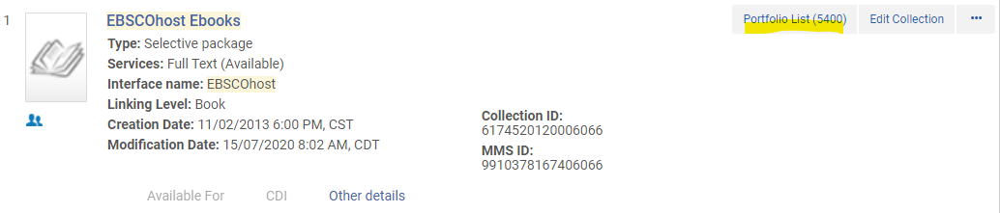 1
EBSCOhost Ebooks
Portfolio List (5400)
Edit Collection
Type: Selective package
Services: Full Text (Available)
Interface name: EBSCOhost
Linking Level: Book
Creation Date: 11/02/2013 6:00 PM, CST
Modification Date: 15/07/2020 8:02 AM, CDT
Collection ID:
6174520120006066
MMS ID:
9910378167406066
Available For
CDI
Other details